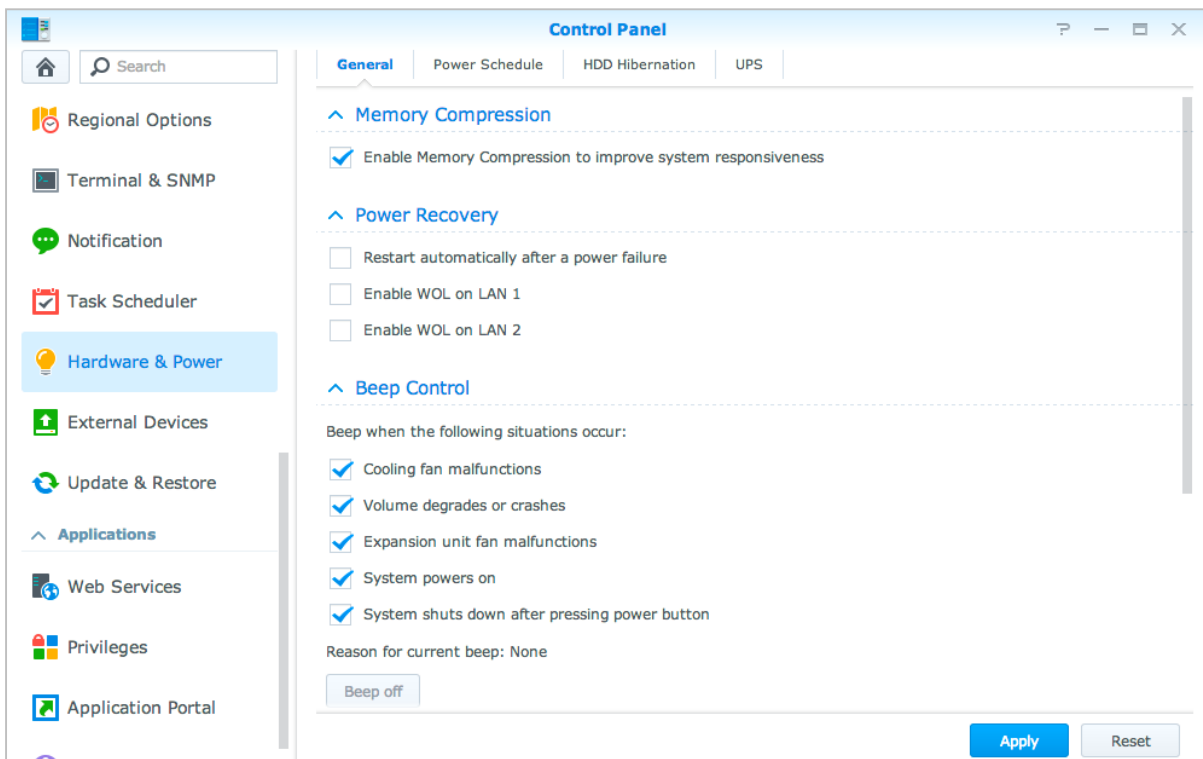 Control Panel
Search
Regional Options
Terminal & SNMP
Notification
Task Scheduler
Hardware & Power
External Devices
Update & Restore
Applications
Web Services
Privileges
Application Portal
General
Power Schedule
HDD Hibernation
UPS
Memory Compression
Enable Memory Compression to improve system responsiveness
Power Recovery
Restart automatically after a power failure
Enable WOL on LAN 1
Enable WOL on LAN 2
Beep Control
Beep when the following situations occur:
Cooling fan malfunctions
Volume degrades or crashes
Expansion unit fan malfunctions
System powers on
System shuts down after pressing power button
Reason for current beep: None
Beep off
Apply
Reset